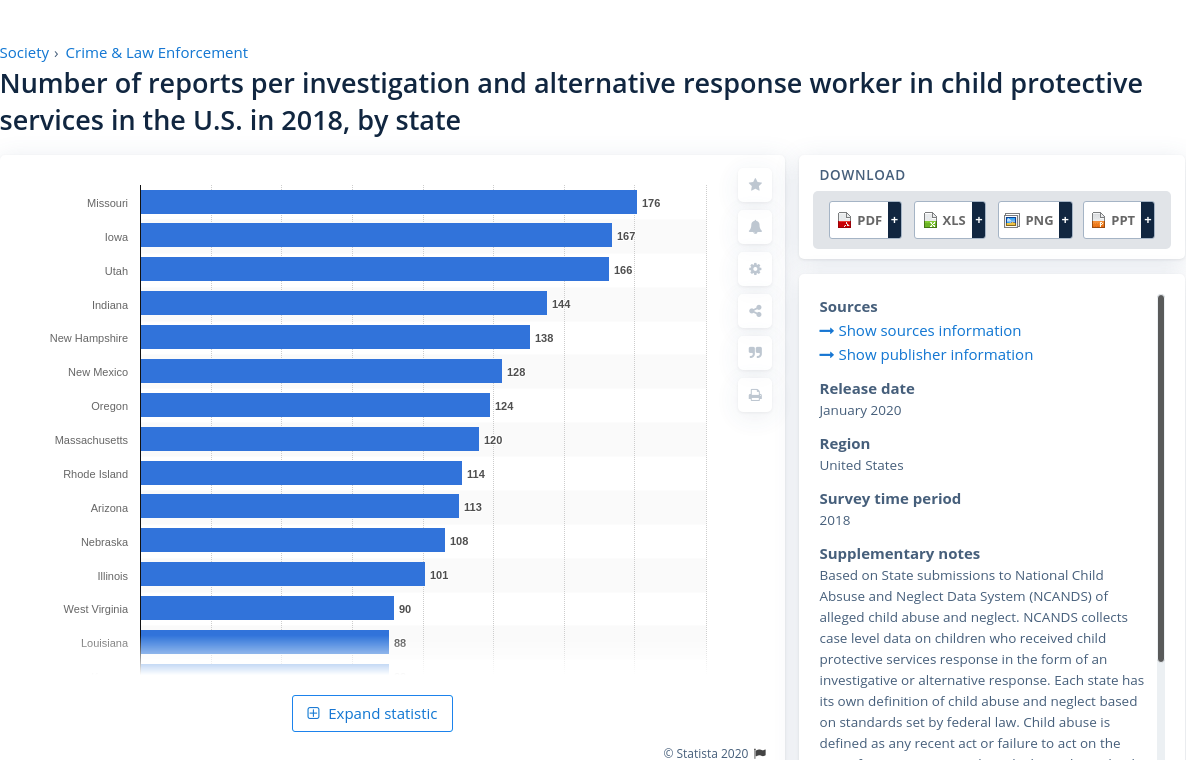 Society › Crime & Law Enforcement
Number of reports per investigation and alternative response worker in child protective
services in the U.S. in 2018, by state
Missouri 176
Iowa 167
Utah 166
Indiana 144
New Hampshire 138
New Mexico 128
Oregon 124
Massachusetts 120
Rhode Island 114
Arizona 113
Nebraska 108
Illinois 101
West Virginia 90
Louisiana 88
Expand statistic
© Statista 2020
DOWNLOAD
PDF + XLS + PNG + PPT +
Sources
Show sources information
Show publisher information
Release date
January 2020
Region
United States
Survey time period
2018
Supplementary notes
Based on State submissions to National Child
Abuse and Neglect Data System (NCANDS) of
alleged child abuse and neglect. NCANDS collects
case level data on children who received child
protective services response in the form of an
investigative or alternative response. Each state has
its own definition of child abuse and neglect based
on standards set by federal law. Child abuse is
defined as any recent act or failure to act on the